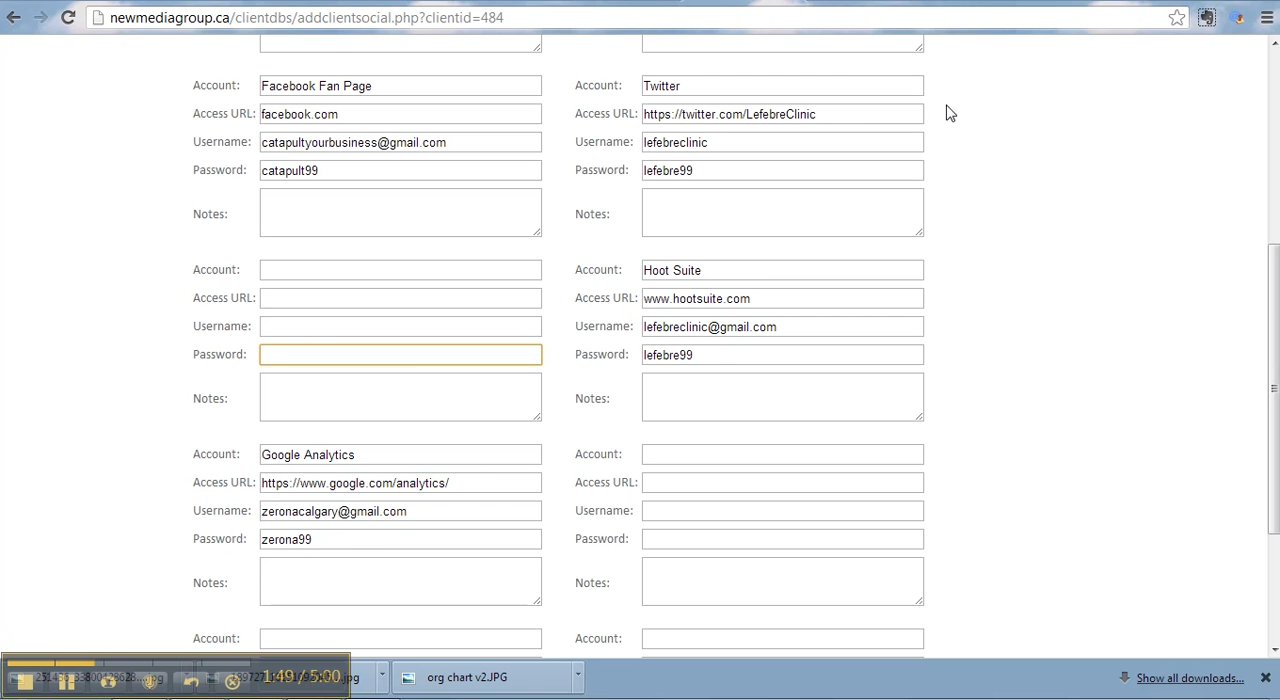 newmediagroup.ca/clientdbs/addclientsocial.php?clientid=484
Account: Facebook Fan Page Account: Twitter
Access URL: facebook.com Access URL: https://twitter.com/LefebreClinic
Username: catapultyourbusiness@gmail.com Username: lefebreclinic
Password: catapult99 Password: lefebre99
Notes: Notes:
Account: Account: Hoot Suite
Access URL: Access URL: www.hootsuite.com
Username: Username: lefebreclinic@gmail.com
Password: Password: lefebre99
Notes: Notes:
Account: Google Analytics Account:
Access URL: https://www.google.com/analytics/ Access URL:
Username: zeronacalgary@gmail.com Username:
Password: zerona99 Password:
Notes: Notes:
Account: Account:
1:49 / 5:00 org chart v2.JPG Show all downloads...